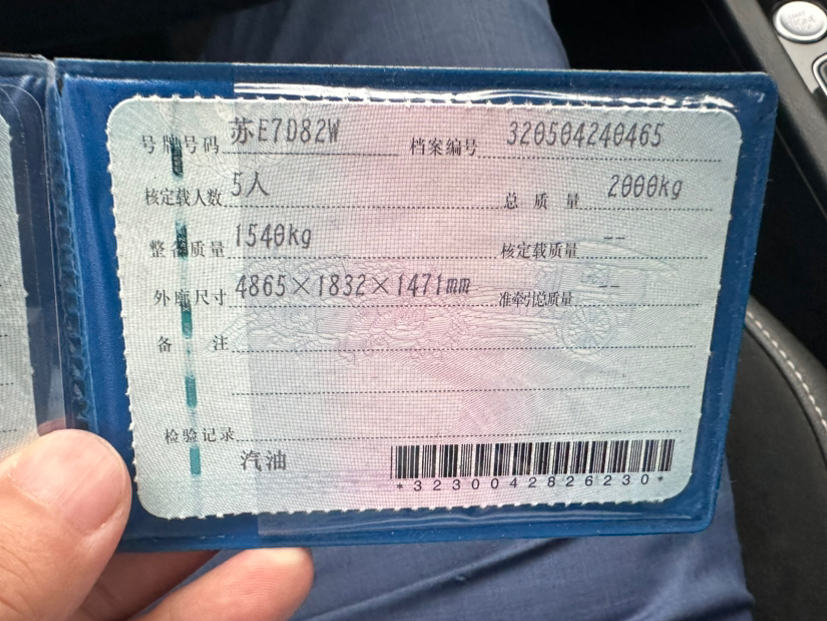 号牌号码 苏E7D82W 档案编号 320504240465
核定载人数 5人 总质量 2000kg
整备质量 1540kg 核定载质量 --
外廓尺寸 4865×1832×1471mm 准牵引总质量 --
备注
检验记录
汽油
*3230042826230*